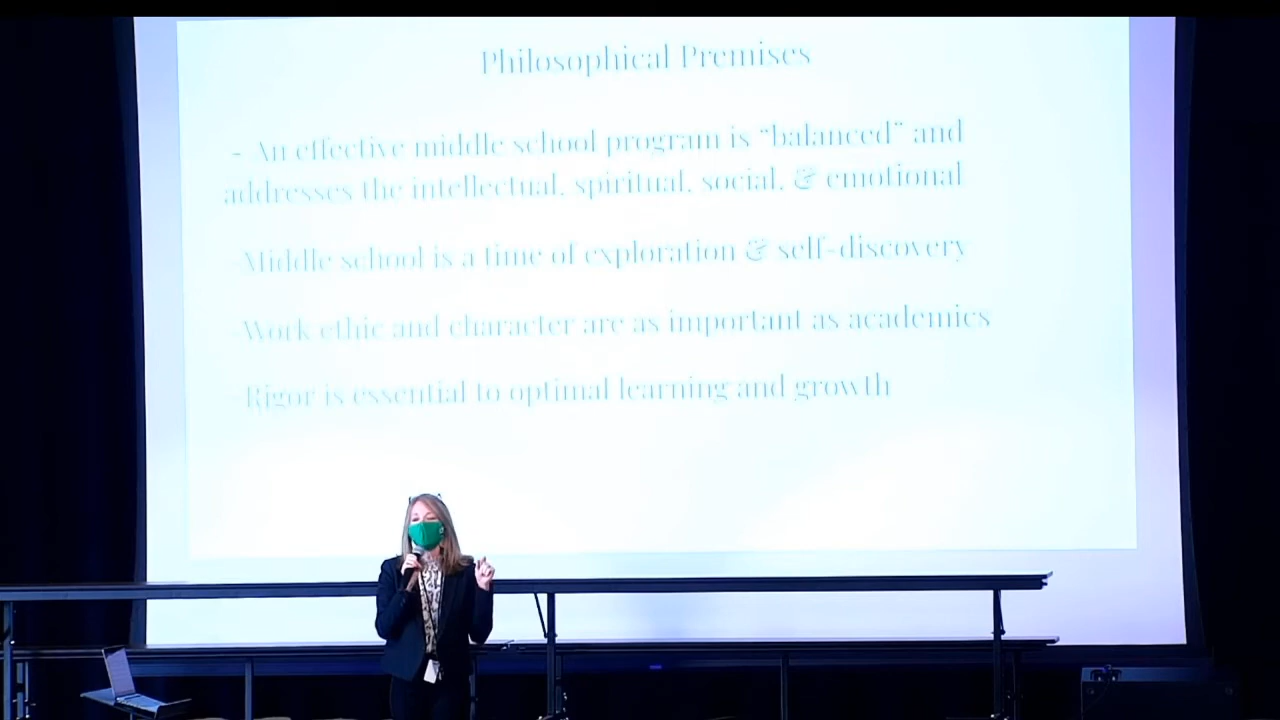 Philosophical Premises
- An effective middle school program is “balanced” and
addresses the intellectual, spiritual, social, & emotional
-Middle school is a time of exploration & self-discovery
-Work ethic and character are as important as academics
-Rigor is essential to optimal learning and growth